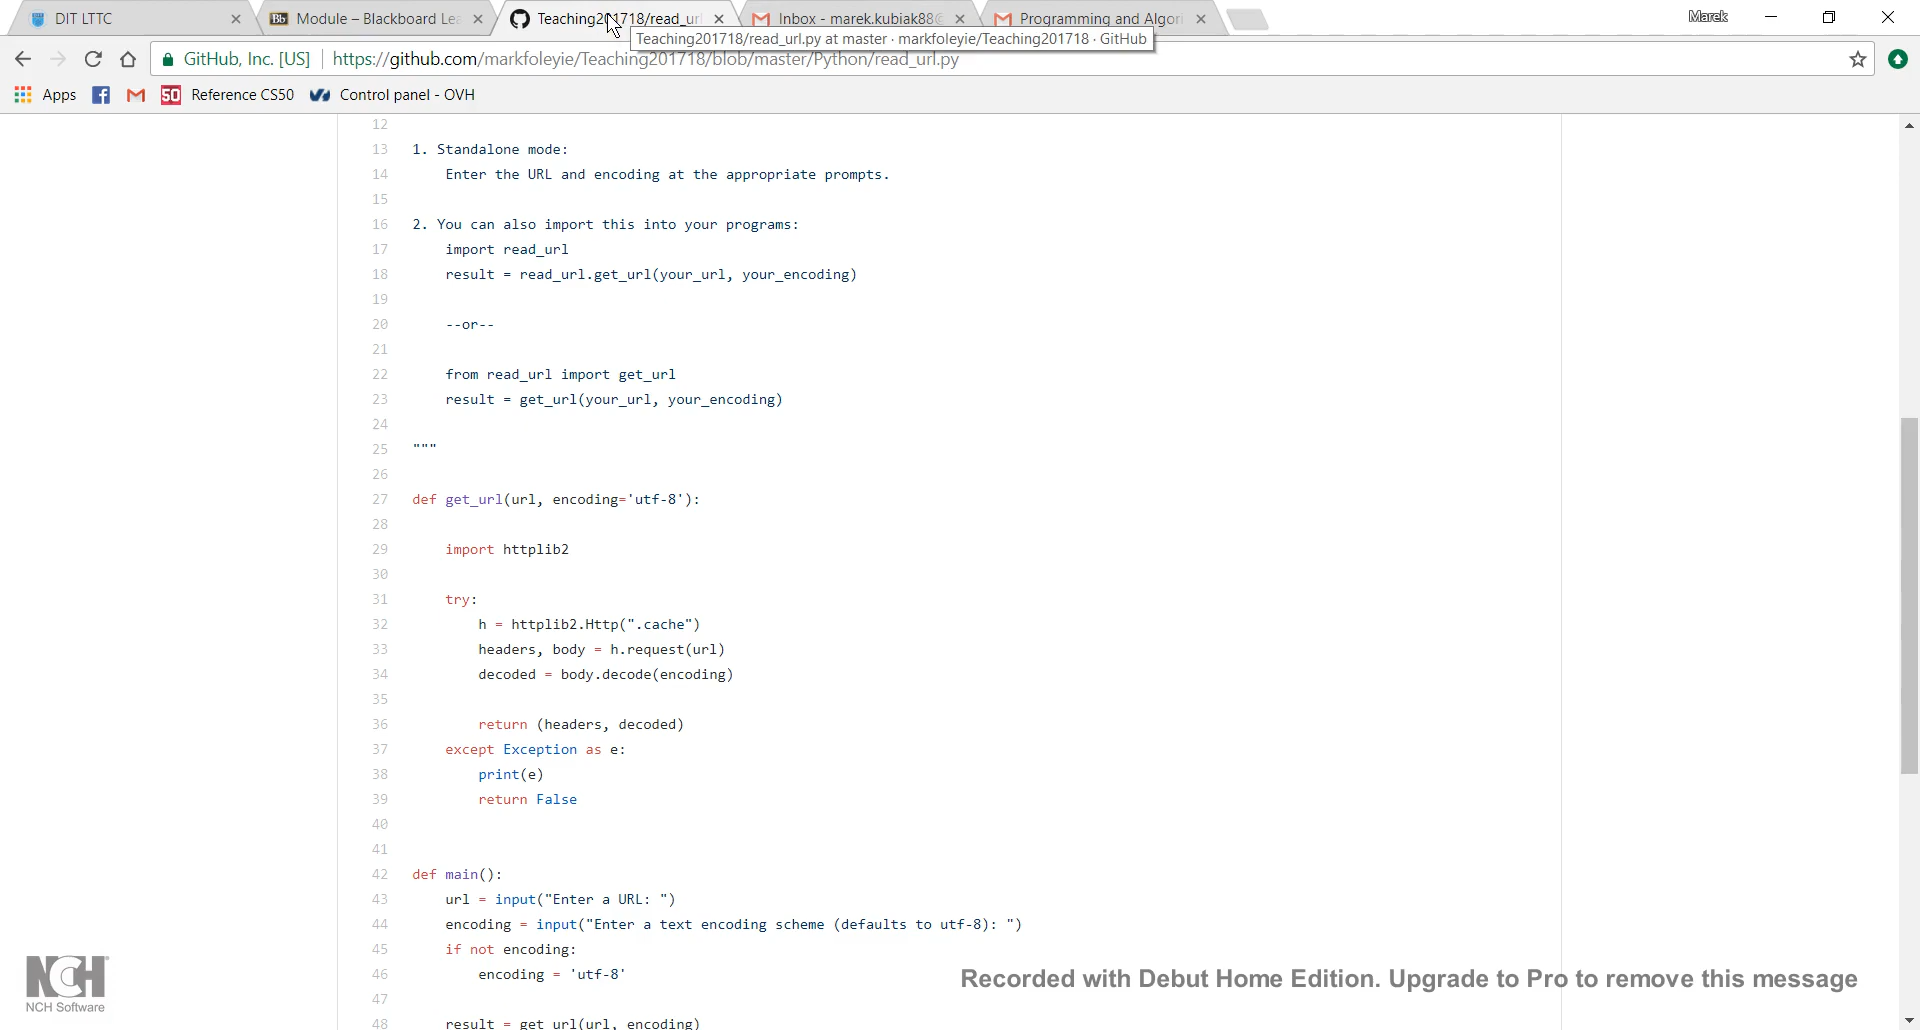 DIT LTTC
Module – Blackboard Le
Teaching201718/read_url
Inbox - marek.kubiak88@
Programming and Algori
Marek
Teaching201718/read_url.py at master · markfoleyie/Teaching201718 · GitHub
GitHub, Inc. [US]
https://github.com/markfoleyie/Teaching201718/blob/master/Python/read_url.py
Apps
50 Reference CS50
Control panel - OVH
12
13 1. Standalone mode:
14 Enter the URL and encoding at the appropriate prompts.
15
16 2. You can also import this into your programs:
17 import read_url
18 result = read_url.get_url(your_url, your_encoding)
19
20 --or--
21
22 from read_url import get_url
23 result = get_url(your_url, your_encoding)
24
25 """
26
27 def get_url(url, encoding='utf-8'):
28
29 import httplib2
30
31 try:
32 h = httplib2.Http(".cache")
33 headers, body = h.request(url)
34 decoded = body.decode(encoding)
35
36 return (headers, decoded)
37 except Exception as e:
38 print(e)
39 return False
40
41
42 def main():
43 url = input("Enter a URL: ")
44 encoding = input("Enter a text encoding scheme (defaults to utf-8): ")
45 if not encoding:
46 encoding = 'utf-8'
47
48 result = get_url(url, encoding)
NCH
NCH Software
Recorded with Debut Home Edition. Upgrade to Pro to remove this message